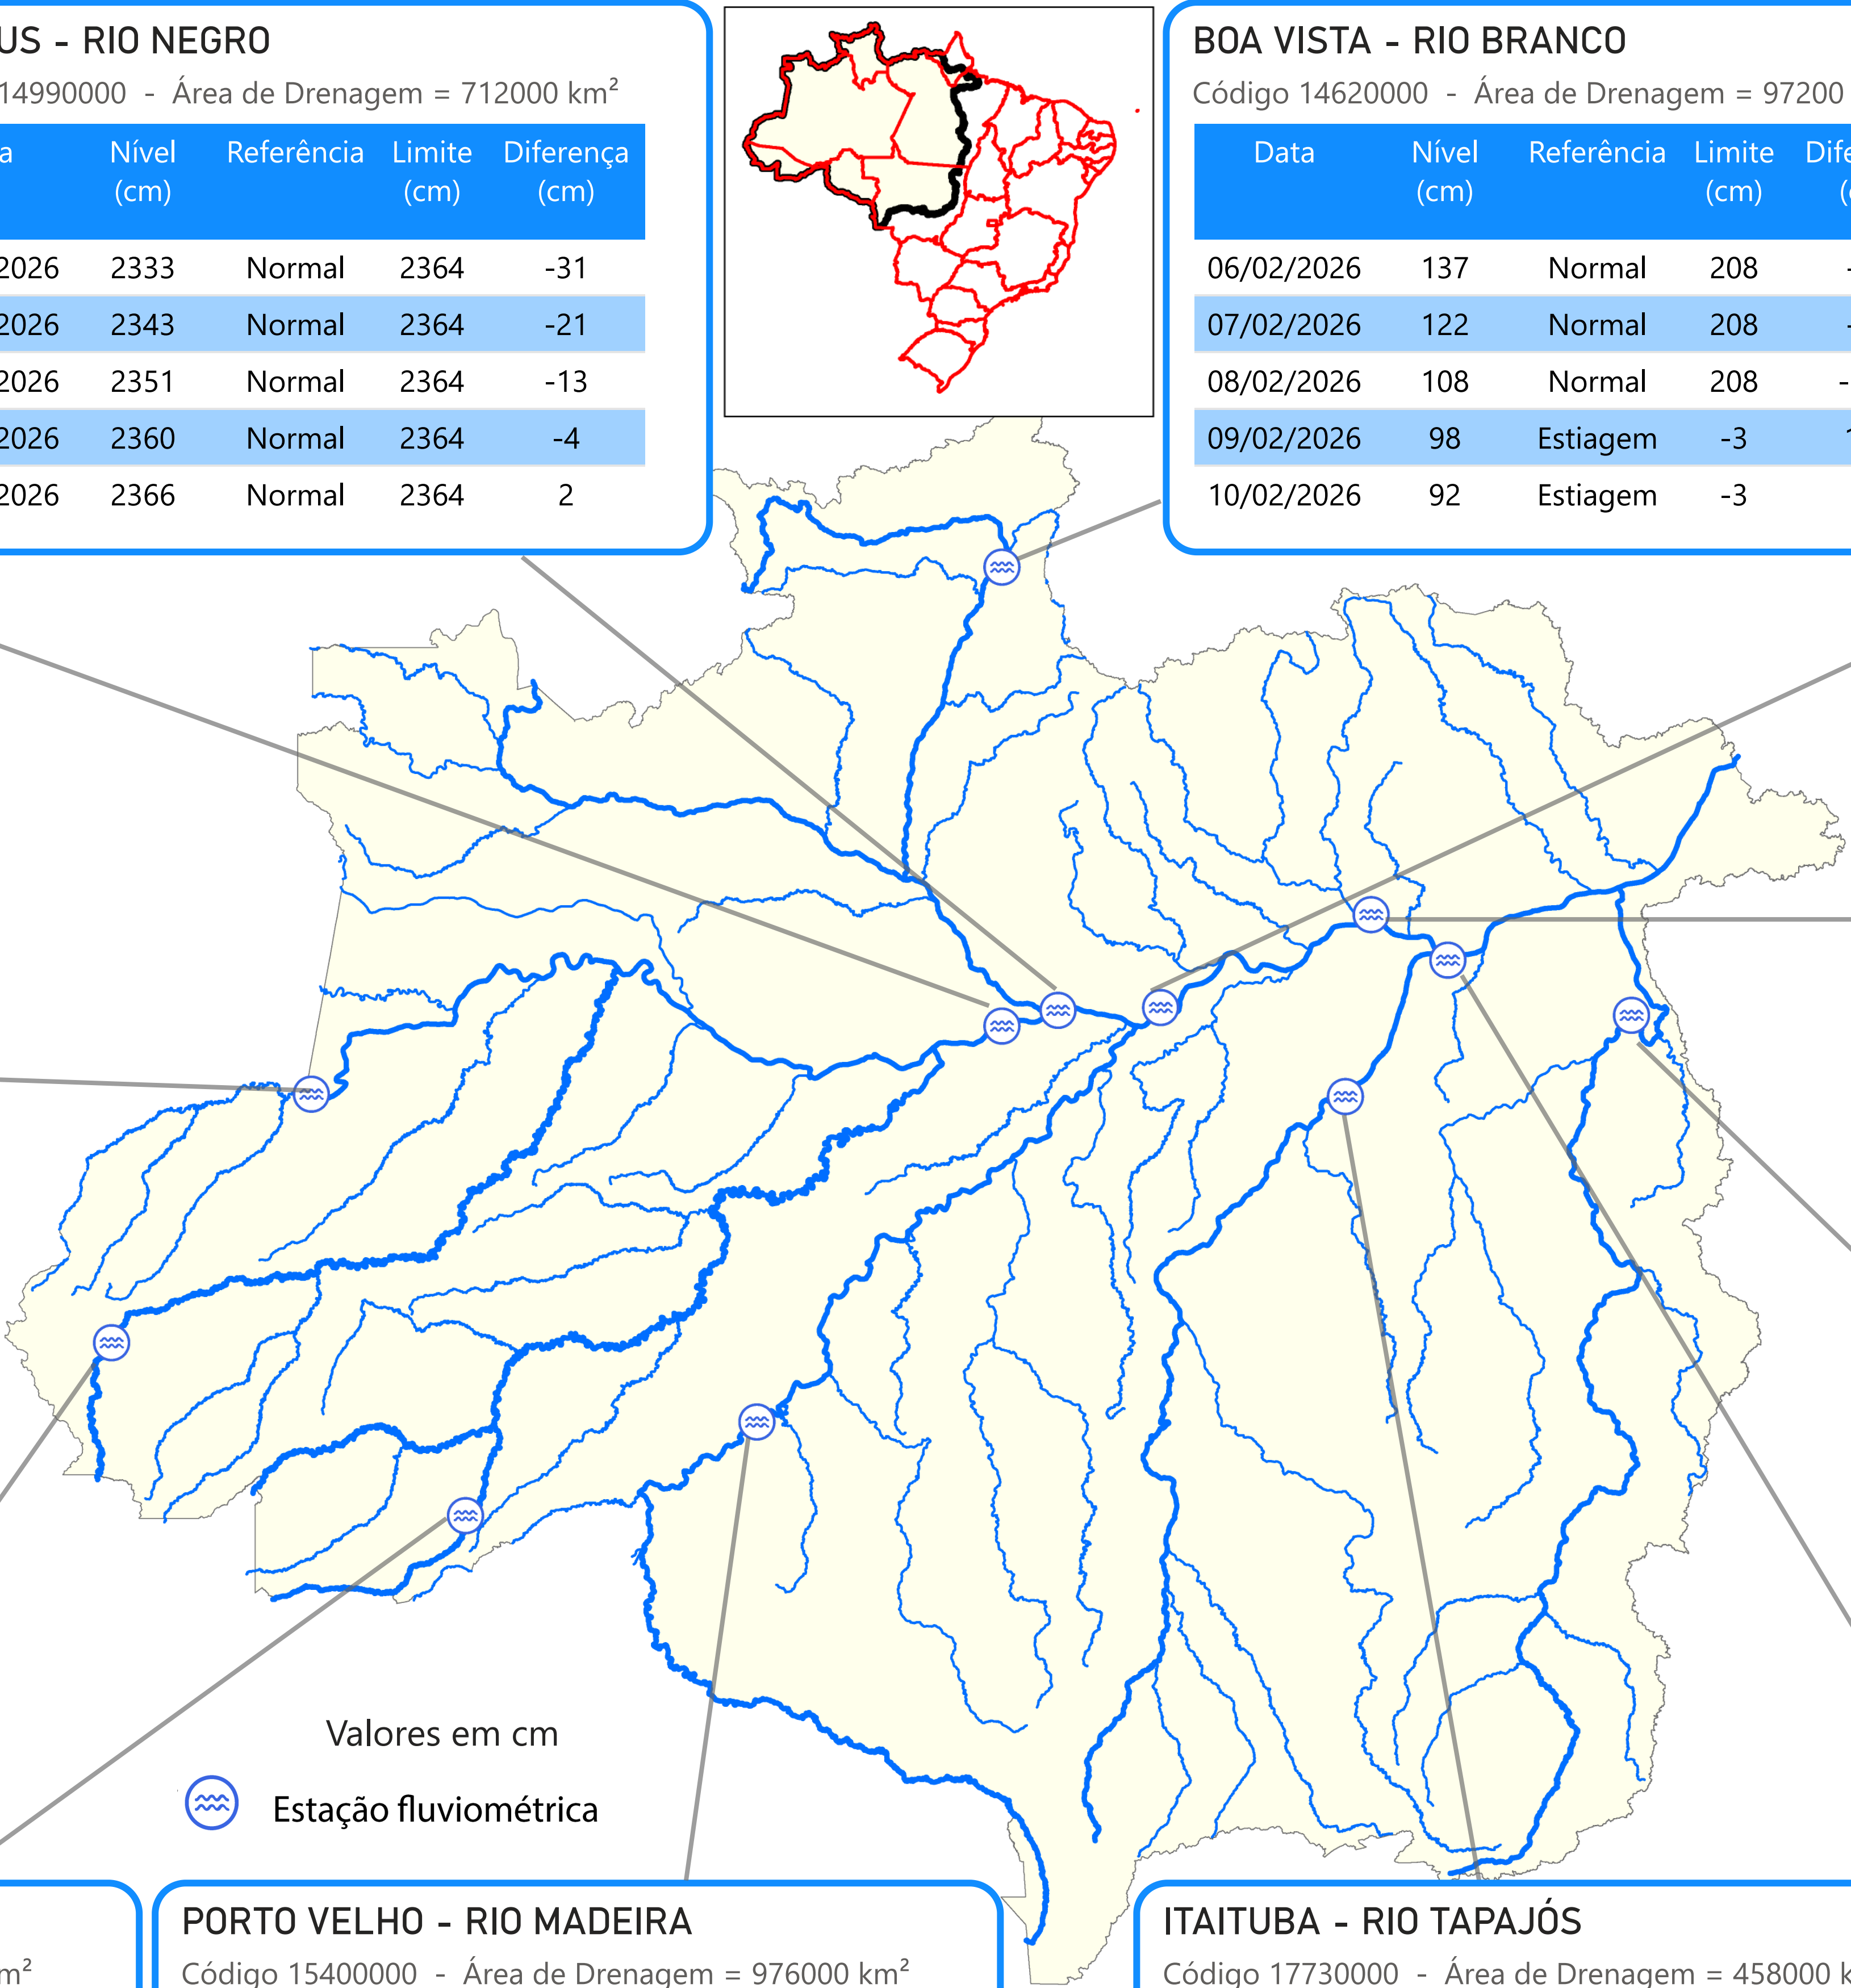 US - RIO NEGRO
14990000 - Área de Drenagem = 712000 km²
a Nível (cm) Referência Limite (cm) Diferença (cm)
2026 2333 Normal 2364 -31
2026 2343 Normal 2364 -21
2026 2351 Normal 2364 -13
2026 2360 Normal 2364 -4
2026 2366 Normal 2364 2
BOA VISTA - RIO BRANCO
Código 14620000 - Área de Drenagem = 97200
Data Nível (cm) Referência Limite (cm) Dife
06/02/2026 137 Normal 208 -
07/02/2026 122 Normal 208 -
08/02/2026 108 Normal 208 -
09/02/2026 98 Estiagem -3
10/02/2026 92 Estiagem -3
Valores em cm
Estação fluviométrica
m²
PORTO VELHO - RIO MADEIRA
Código 15400000 - Área de Drenagem = 976000 km²
ITAITUBA - RIO TAPAJÓS
Código 17730000 - Área de Drenagem = 458000 k